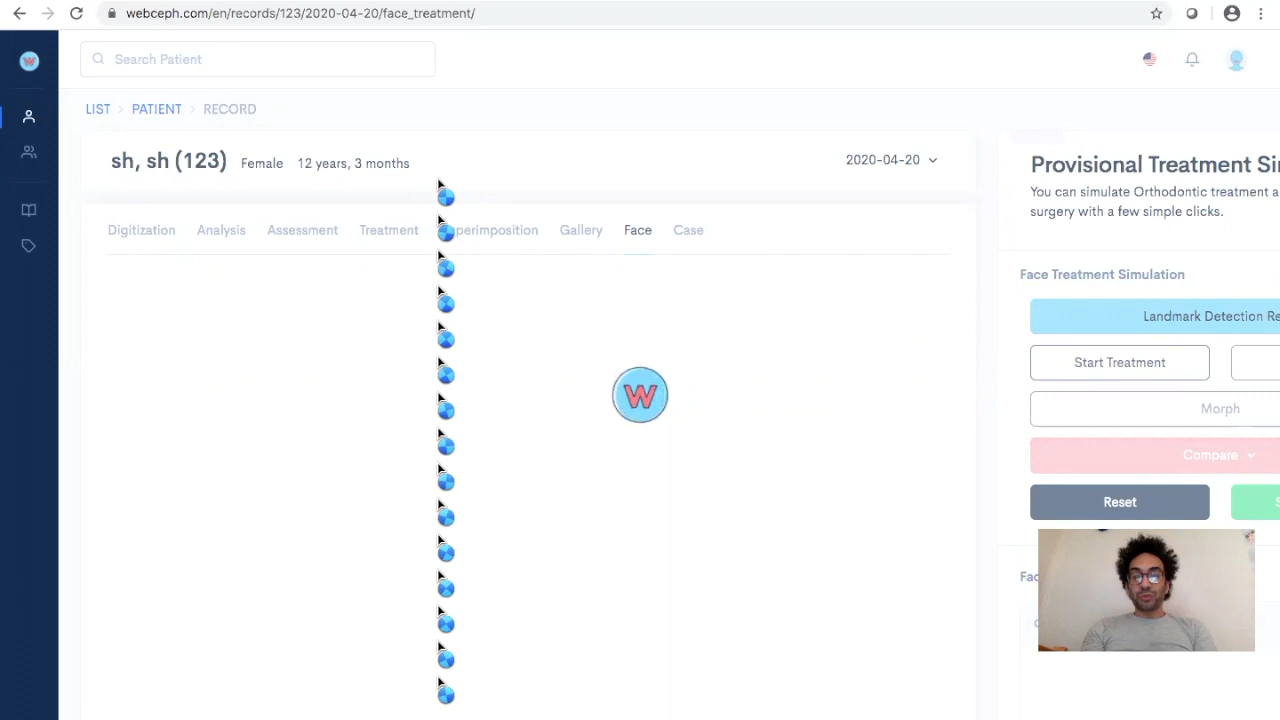 webceph.com/en/records/123/2020-04-20/face_treatment/
W
Search Patient
LIST > PATIENT > RECORD
sh, sh (123) Female 12 years, 3 months
2020-04-20
Digitization Analysis Assessment Treatment perimposition Gallery Face Case
W
Provisional Treatment Si
You can simulate Orthodontic treatment a
surgery with a few simple clicks.
Face Treatment Simulation
Landmark Detection Re
Start Treatment
Morph
Compare
Reset
S
Fac